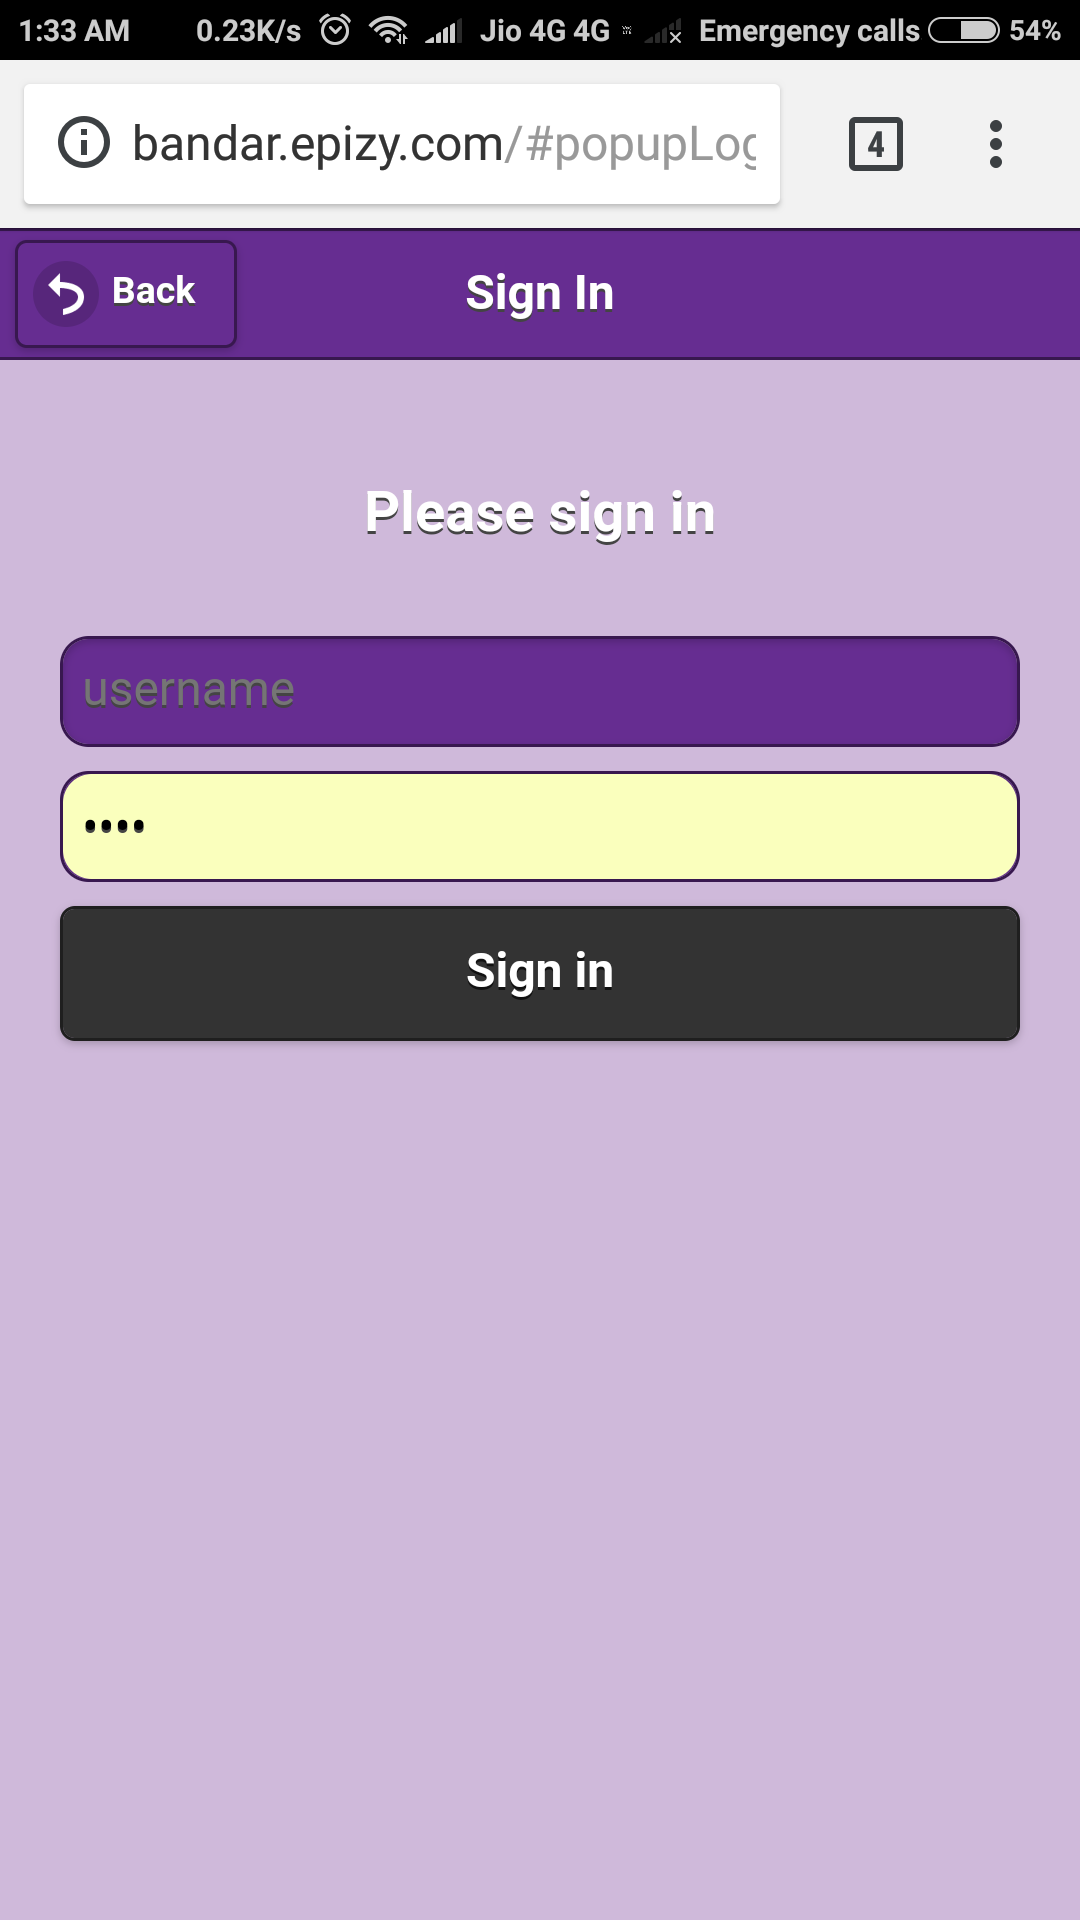 1:33 AM 0.23K/s Jio 4G 4G Emergency calls 54%
bandar.epizy.com/#popupLog
4
Back
Sign In
Please sign in
username
••••
Sign in